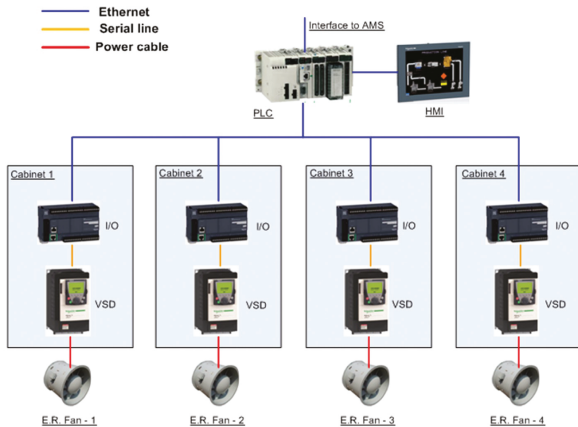 Ethernet
Serial line
Power cable
Interface to AMS
PLC
HMI
Cabinet 1
Cabinet 2
Cabinet 3
Cabinet 4
I/O
I/O
I/O
I/O
VSD
VSD
VSD
VSD
E.R. Fan - 1
E.R. Fan - 2
E.R. Fan - 3
E.R. Fan - 4